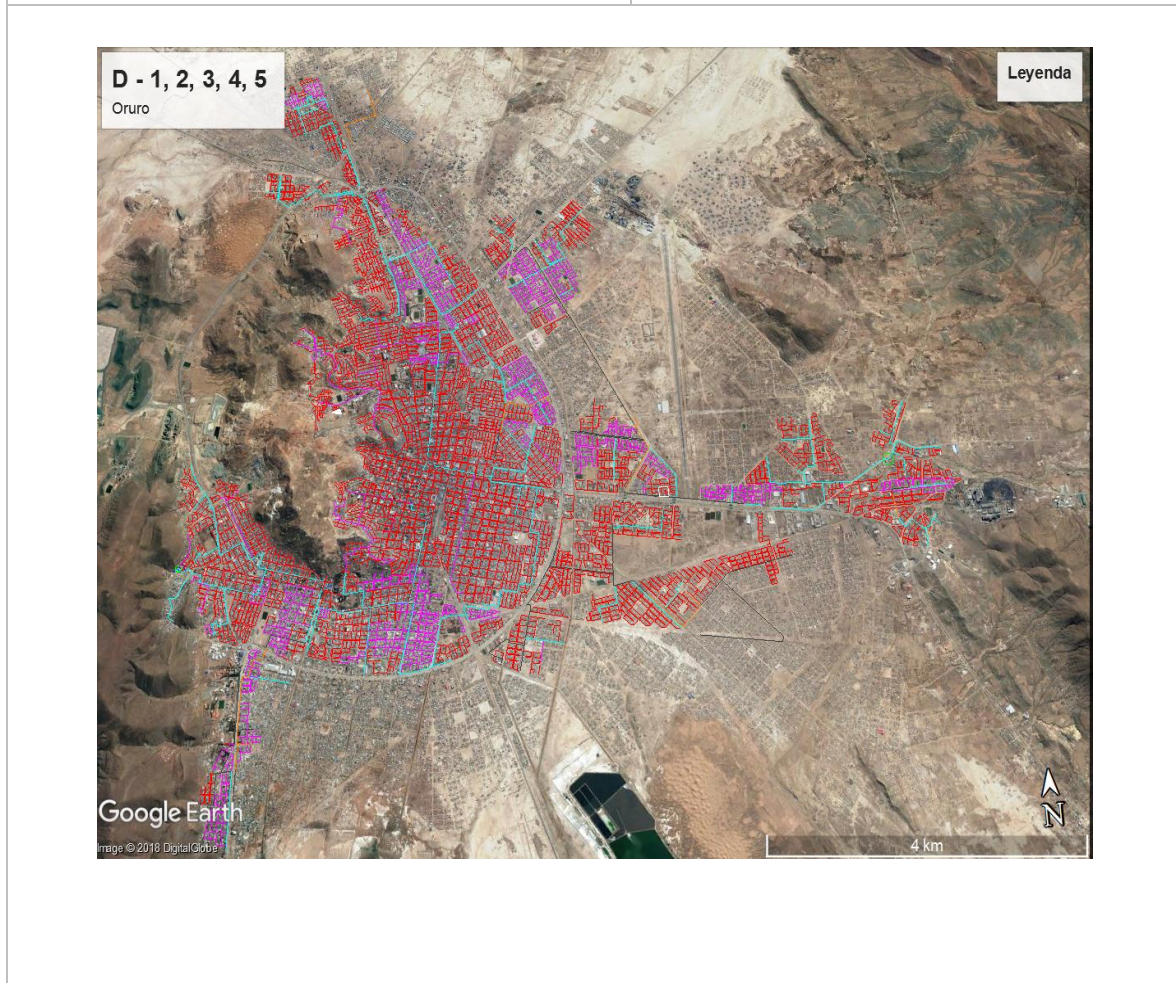 D - 1, 2, 3, 4, 5
Oruro
Leyenda
N
Google Earth
Image © 2018 DigitalGlobe
4 km